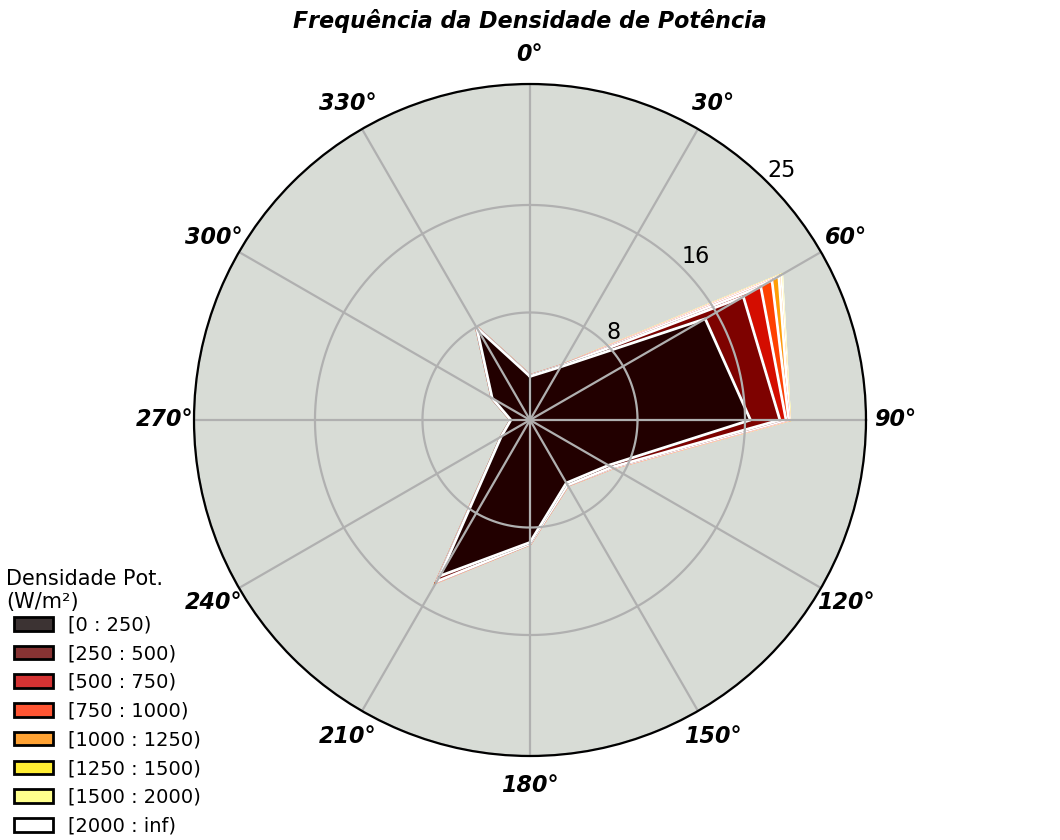 Frequência da Densidade de Potência
0°
330°
30°
25
300°
60°
16
8
270°
90°
240°
120°
210°
150°
180°
Densidade Pot.
(W/m²)
[0 : 250)
[250 : 500)
[500 : 750)
[750 : 1000)
[1000 : 1250)
[1250 : 1500)
[1500 : 2000)
[2000 : inf)